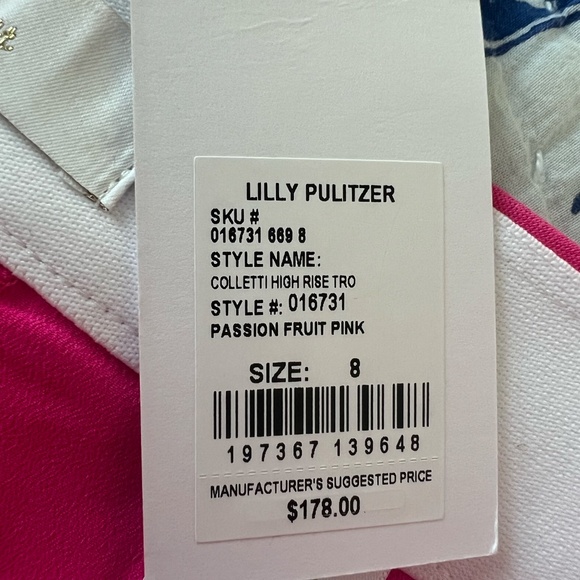 LILLY PULITZER
SKU #
016731 669 8
STYLE NAME:
COLLETTI HIGH RISE TRO
STYLE #: 016731
PASSION FRUIT PINK
SIZE: 8
197367 139648
MANUFACTURER'S SUGGESTED PRICE
$178.00